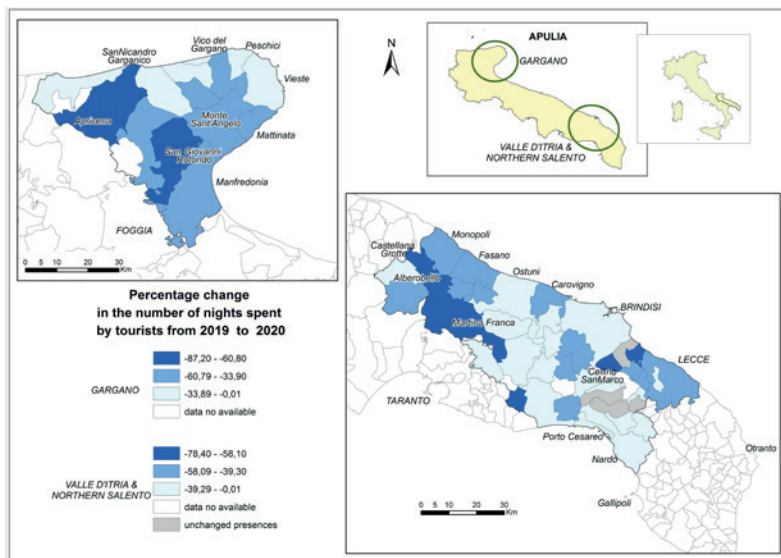 SanNicandro
Garganico
Vico del
Gargano
Peschici
Vieste
Apricena
Monte
Sant'Angelo
San Giovanni
Rotondo
Mattinata
Manfredonia
FOGGIA
0 5 10 20 30
Km
N
APULIA
GARGANO
VALLE D'ITRIA &
NORTHERN SALENTO
Percentage change
in the number of nights spent
by tourists from 2019 to 2020
GARGANO
-87,20 - -60,80
-60,79 - -33,90
-33,89 - -0,01
data no available
VALLE D'ITRIA &
NORTHERN SALENTO
-78,40 - -58,10
-58,09 - -39,30
-39,29 - -0,01
data no available
unchanged presences
Castellana
Grotte
Monopoli
Fasano
Alberobello
Ostuni
Carovigno
BRINDISI
Martina Franca
LECCE
Cellino
SanMarco
TARANTO
Porto Cesareo
Nardò
Otranto
Gallipoli
0 5 10 20 30
Km